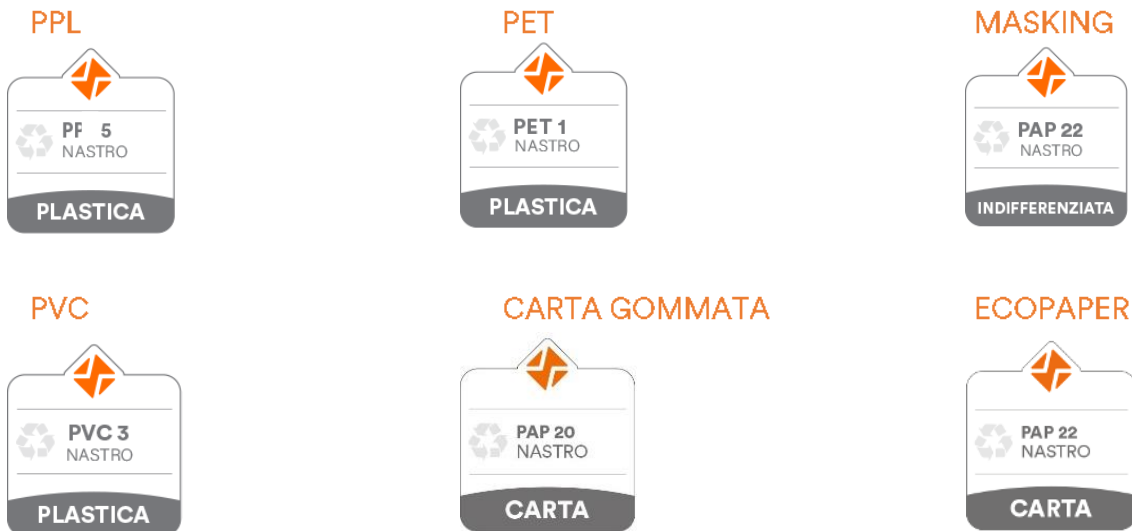 PPL
PP 5
NASTRO
PLASTICA
PET
PET 1
NASTRO
PLASTICA
MASKING
PAP 22
NASTRO
INDIFFERENZIATA
PVC
PVC 3
NASTRO
PLASTICA
CARTA GOMMATA
PAP 20
NASTRO
CARTA
ECOPAPER
PAP 22
NASTRO
CARTA